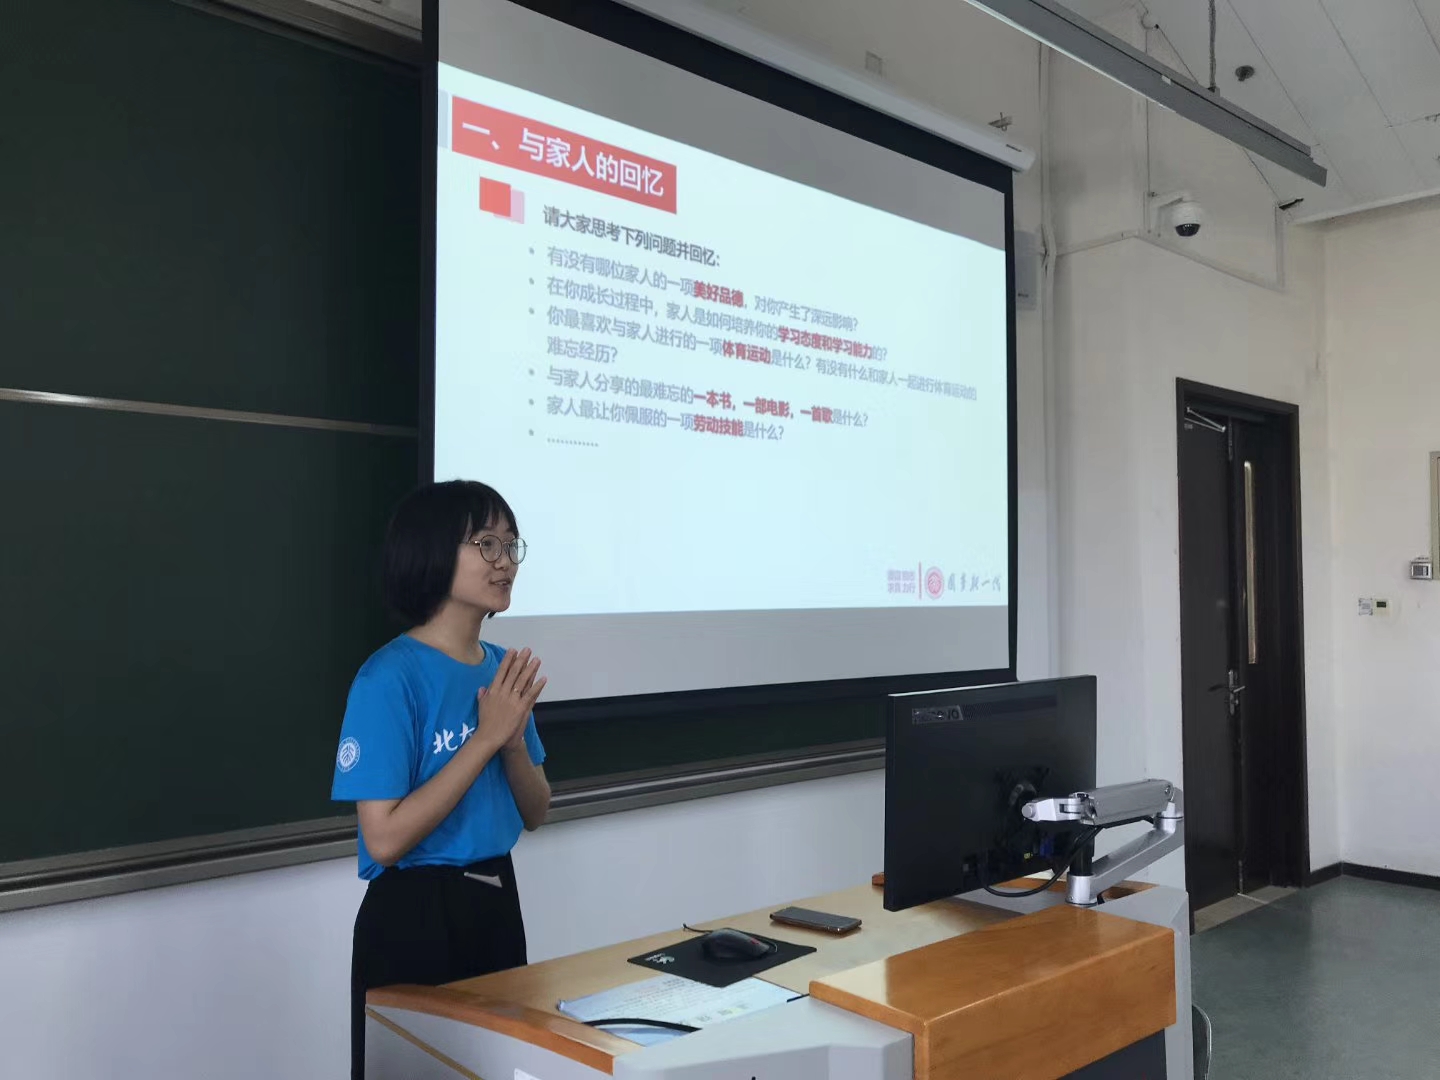 一、与家人的回忆
请大家思考下列问题并回忆：
• 有没有哪位家人的一项美好品德，对你产生了深远影响？
• 在你成长过程中，家人是如何培养你的学习态度和学习能力的？
• 你最喜欢与家人进行的一项体育运动是什么？有没有什么和家人一起进行体育运动的
难忘经历？
• 与家人分享的最难忘的一本书，一部电影，一首歌是什么？
• 家人最让你佩服的一项劳动技能是什么？
• …………
北大